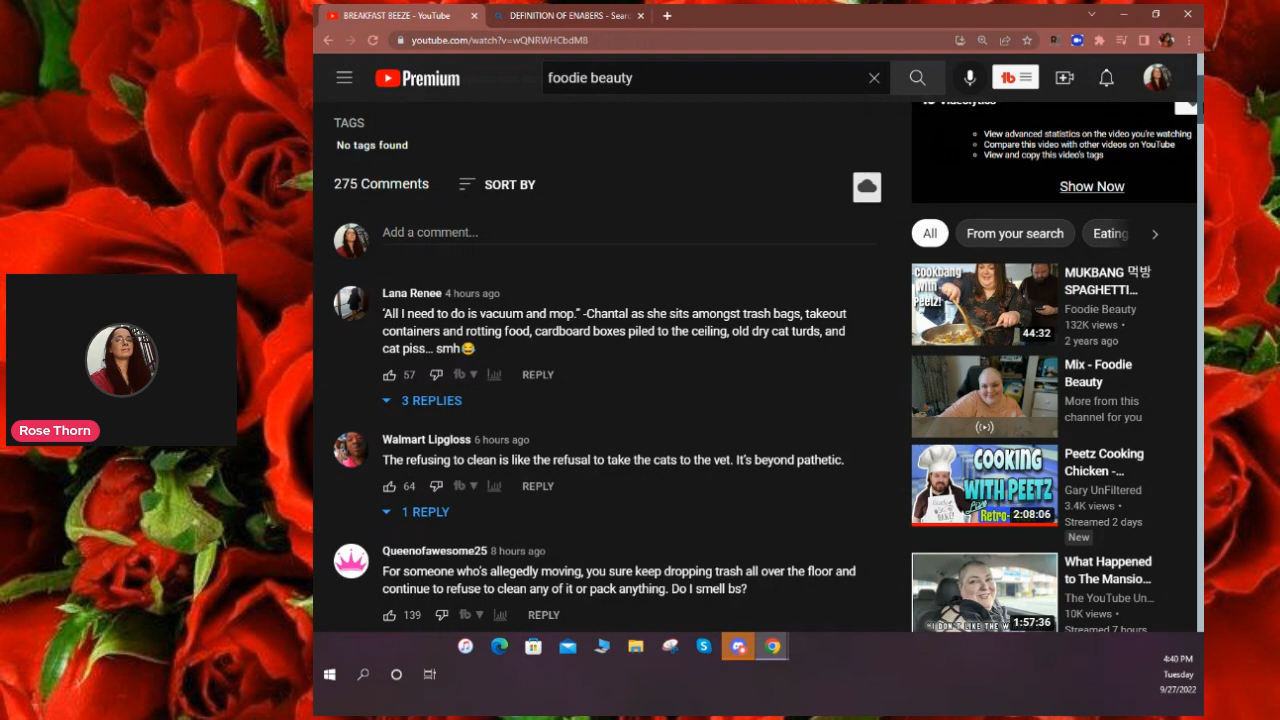 BREAKFAST BEEZE - YouTube
DEFINITION OF ENABERS - Sear
youtube.com/watch?v=wQNRWHCbdM8
Premium
foodie beauty
TAGS
No tags found
275 Comments
SORT BY
Add a comment...
Lana Renee 4 hours ago
“All I need to do is vacuum and mop.” -Chantal as she sits amongst trash bags, takeout
containers and rotting food, cardboard boxes piled to the ceiling, old dry cat turds, and
cat piss… smh😂
57
REPLY
3 REPLIES
Walmart Lipgloss 6 hours ago
The refusing to clean is like the refusal to take the cats to the vet. It’s beyond pathetic.
64
REPLY
1 REPLY
Queenofawesome25 8 hours ago
For someone who’s allegedly moving, you sure keep dropping trash all over the floor and
continue to refuse to clean any of it or pack anything. Do I smell bs?
139
REPLY
View advanced statistics on the video you're watching
Compare this video with other videos on YouTube
View and copy this video's tags
Show Now
All
From your search
Eating
Cookbang
with
Peetz!
44:32
MUKBANG 먹방
SPAGHETTI...
Foodie Beauty
132K views •
2 years ago
Mix - Foodie
Beauty
More from this
channel for you
COOKING
WITH PEETZ
Live
Retro-
2:08:06
Peetz Cooking
Chicken -...
Gary UnFiltered
3.4K views •
Streamed 2 days
New
I DON'T LIKE THE W
1:57:36
What Happened
to The Mansio...
The YouTube Un...
10K views •
Streamed 7 hours
Rose Thorn
4:40 PM
Tuesday
9/27/2022